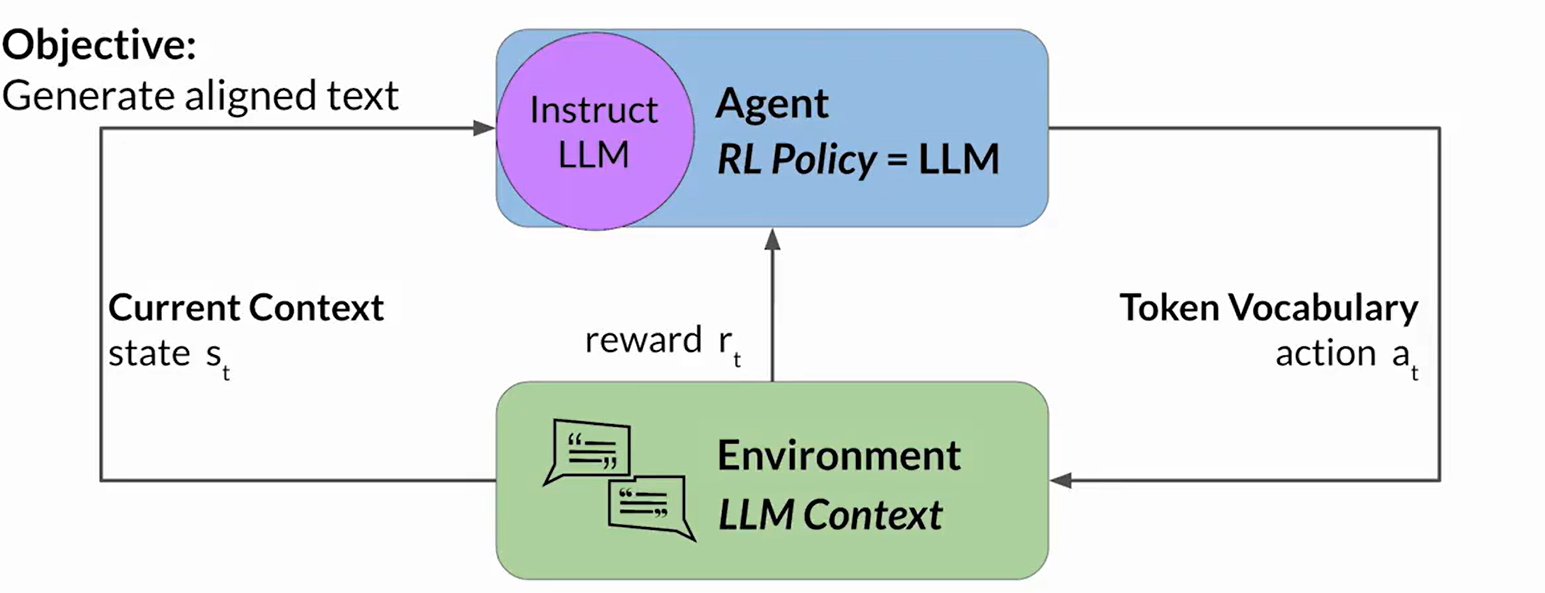 Objective:
Generate aligned text
Instruct
LLM
Agent
RL Policy = LLM
Current Context
state s_t
reward r_t
Token Vocabulary
action a_t
Environment
LLM Context